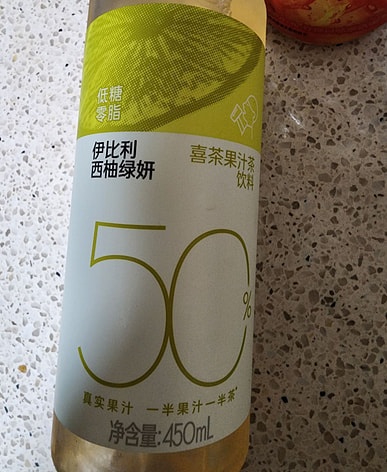 低糖
零脂
伊比利
西柚绿妍
喜茶果汁茶
饮料
50%
真实果汁 一半果汁一半茶*
净含量:450mL